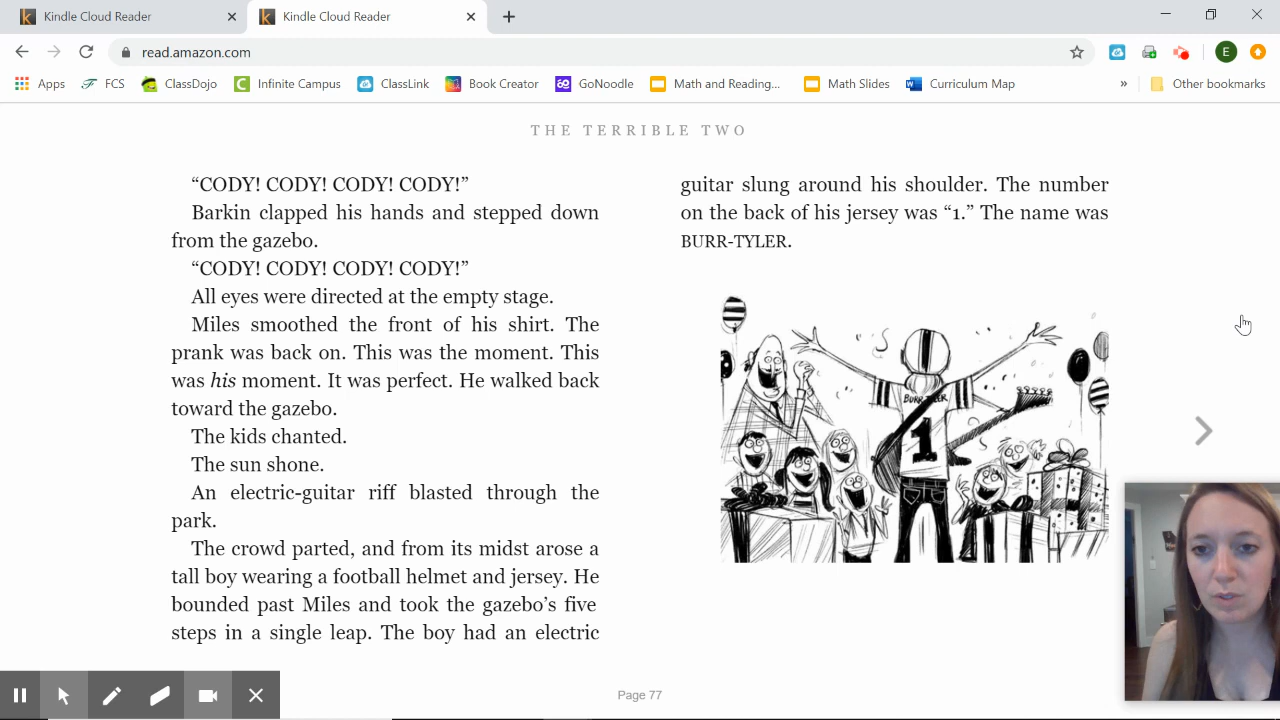 Kindle Cloud Reader
Kindle Cloud Reader
read.amazon.com
E
Apps
FCS
ClassDojo
Infinite Campus
ClassLink
Book Creator
GoNoodle
Math and Reading...
Math Slides
Curriculum Map
»
Other bookmarks
THE TERRIBLE TWO
“CODY! CODY! CODY! CODY!”
Barkin clapped his hands and stepped down
from the gazebo.
“CODY! CODY! CODY! CODY!”
All eyes were directed at the empty stage.
Miles smoothed the front of his shirt. The
prank was back on. This was the moment. This
was his moment. It was perfect. He walked back
toward the gazebo.
The kids chanted.
The sun shone.
An electric-guitar riff blasted through the
park.
The crowd parted, and from its midst arose a
tall boy wearing a football helmet and jersey. He
bounded past Miles and took the gazebo’s five
steps in a single leap. The boy had an electric
guitar slung around his shoulder. The number
on the back of his jersey was “1.” The name was
BURR-TYLER.
BURR-TYLER
1
Page 77